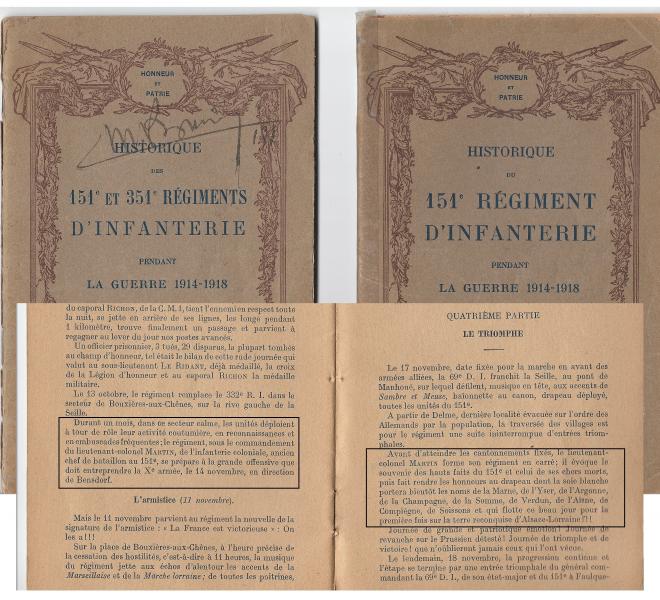 HONNEUR
ET
PATRIE
HISTORIQUE
DES
151e ET 351e RÉGIMENTS
D'INFANTERIE
PENDANT
LA GUERRE 1914-1918
HONNEUR
ET
PATRIE
HISTORIQUE
DU
151e RÉGIMENT
D'INFANTERIE
PENDANT
LA GUERRE 1914-1918
du caporal RICHON, de la C. M. 1, tient l'ennemi en respect toute
la nuit, se jette en arrière de ses lignes, les longe pendant
1 kilomètre, trouve finalement un passage et parvient à
regagner au lever du jour nos postes avancés.
Un officier prisonnier, 3 tués, 29 disparus, la plupart tombés
au champ d'honneur, tel était le bilan de cette rude journée qui
valut au sous-lieutenant LE RIDANT, déjà médaillé, la croix
de la Légion d'honneur et au caporal RICHON la médaille
militaire.
Le 13 octobre, le régiment remplace le 332e R. I. dans le
secteur de Bouxières-aux-Chênes, sur la rive gauche de la
Seille.
Durant un mois, dans ce secteur calme, les unités déploient
à tour de rôle leur activité coutumière, en reconnaissances et
en embuscades fréquentes; le régiment, sous le commandement
du lieutenant-colonel MARTIN, de l'infanterie coloniale, ancien
chef de bataillon au 151e, se prépare à la grande offensive que
doit entreprendre la Xe armée, le 14 novembre, en direction
de Bensdorf.
L'armistice (11 novembre).
Mais le 11 novembre parvient au régiment la nouvelle de la
signature de l'armistice : « La France est victorieuse » : On
les a!!!
Sur la place de Bouxières-aux-Chênes, à l'heure précise de
la cessation des hostilités, c'est-à-dire à 11 heures, la musique
du régiment jette aux échos d'alentour les accents de la
Marseillaise et de la Marche lorraine; de toutes les poitrines,
QUATRIÈME PARTIE
LE TRIOMPHE
Le 17 novembre, date fixée pour la marche en avant des
armées alliées, la 69e D. I. franchit la Seille, au pont de
Manhoué, sur lequel défilent, musique en tête, aux accents de
Sambre et Meuse, baïonnette au canon, drapeau déployé,
toutes les unités du 151e.
A partir de Delme, dernière localité évacuée sur l'ordre des
Allemands par la population, la traversée des villages est
pour le régiment une suite ininterrompue d'entrées triom-
phales.
Avant d'atteindre les cantonnements fixés, le lieutenant-
colonel MARTIN forme son régiment en carré; il évoque le
souvenir des hauts faits du 151e et celui de ses chers morts,
puis fait rendre les honneurs au drapeau dont la soie blanche
portera bientôt les noms de la Marne, de l'Yser, de l'Argonne,
de la Champagne, de la Somme, de Verdun, de l'Aisne, de
Compiègne, de Soissons et qui flotte ce beau jour pour la
première fois sur la terre reconquise d'Alsace-Lorraine!!!
Journée de grande et patriotique émotion! Journée de
revanche sur le Prussien détesté! Journée de triomphe et de
victoire! que n'oublieront jamais ceux qui l'ont vécue.
Le lendemain, 18 novembre, la progression continue et
l'étape se termine par une entrée triomphale du général com-
mandant la 69e D. I., de son état-major et du 151e à Faulque-